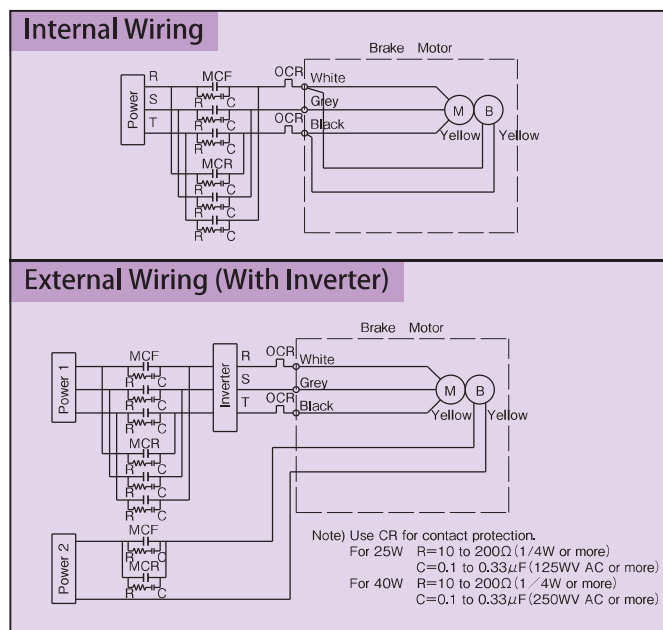 Internal Wiring
Brake Motor
Power
R
S
T
MCF
R C
R C
R C
MCR
R C
R C
R C
OCR
OCR
White
Grey
Black
M
B
Yellow
Yellow
External Wiring (With Inverter)
Brake Motor
Power 1
MCF
R C
R C
R C
MCR
R C
R C
R C
Inverter
R
S
T
OCR
OCR
White
Grey
Black
M
B
Yellow
Yellow
Power 2
MCF
R C
MCR
R C
Note) Use CR for contact protection.
For 25W R=10 to 200Ω(1/4W or more)
C=0.1 to 0.33μF(125WV AC or more)
For 40W R=10 to 200Ω(1/4W or more)
C=0.1 to 0.33μF(250WV AC or more)